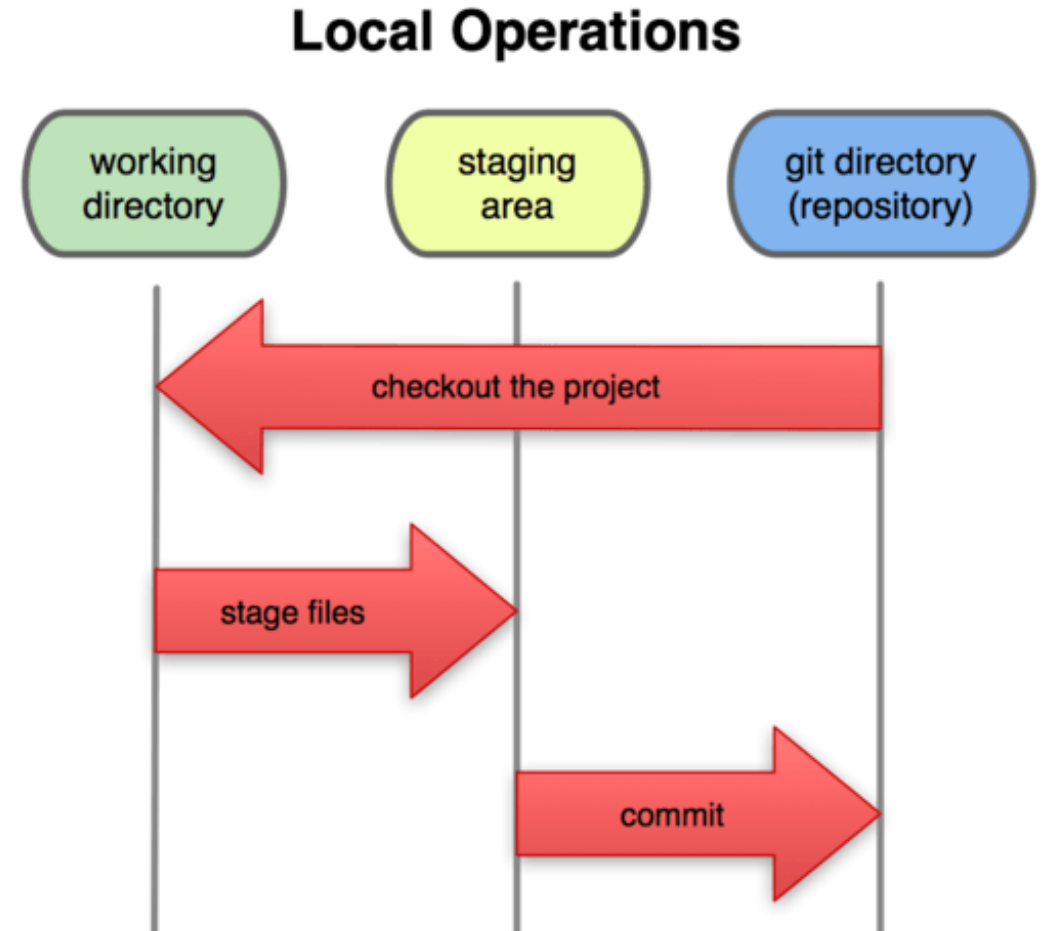 Local Operations
working
directory
staging
area
git directory
(repository)
checkout the project
stage files
commit